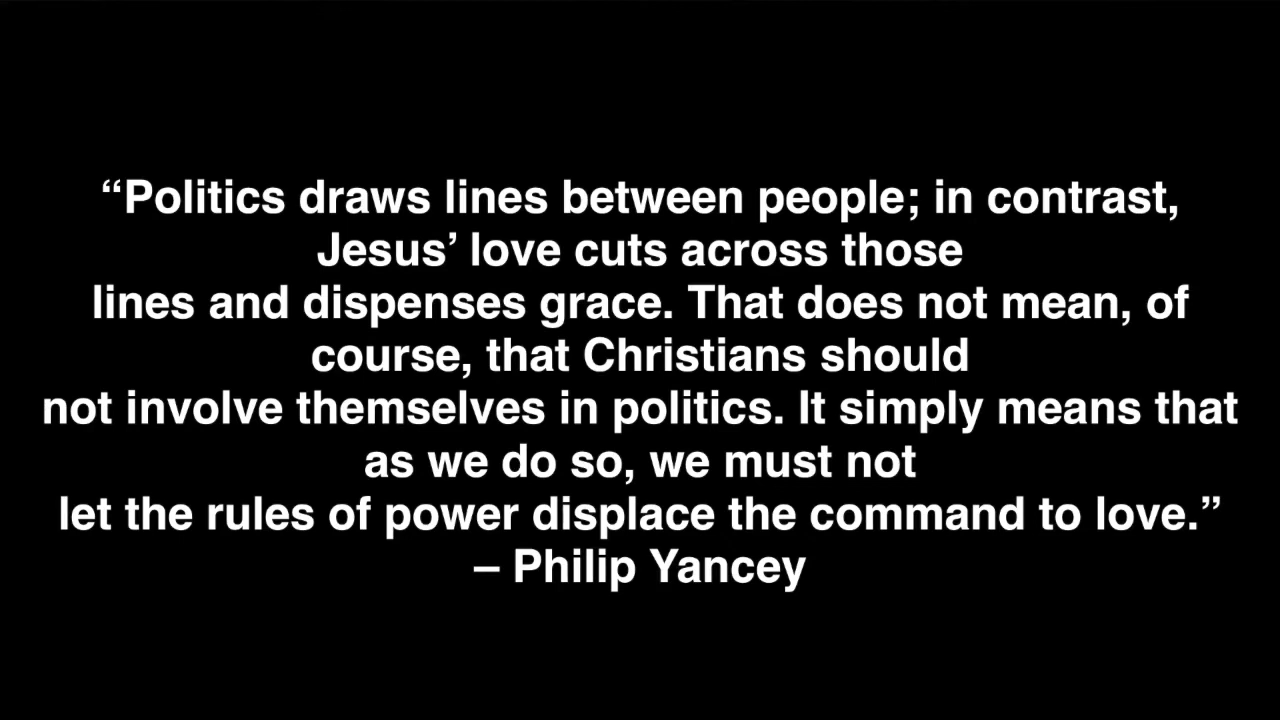 “Politics draws lines between people; in contrast,
Jesus’ love cuts across those
lines and dispenses grace. That does not mean, of
course, that Christians should
not involve themselves in politics. It simply means that
as we do so, we must not
let the rules of power displace the command to love.”
– Philip Yancey